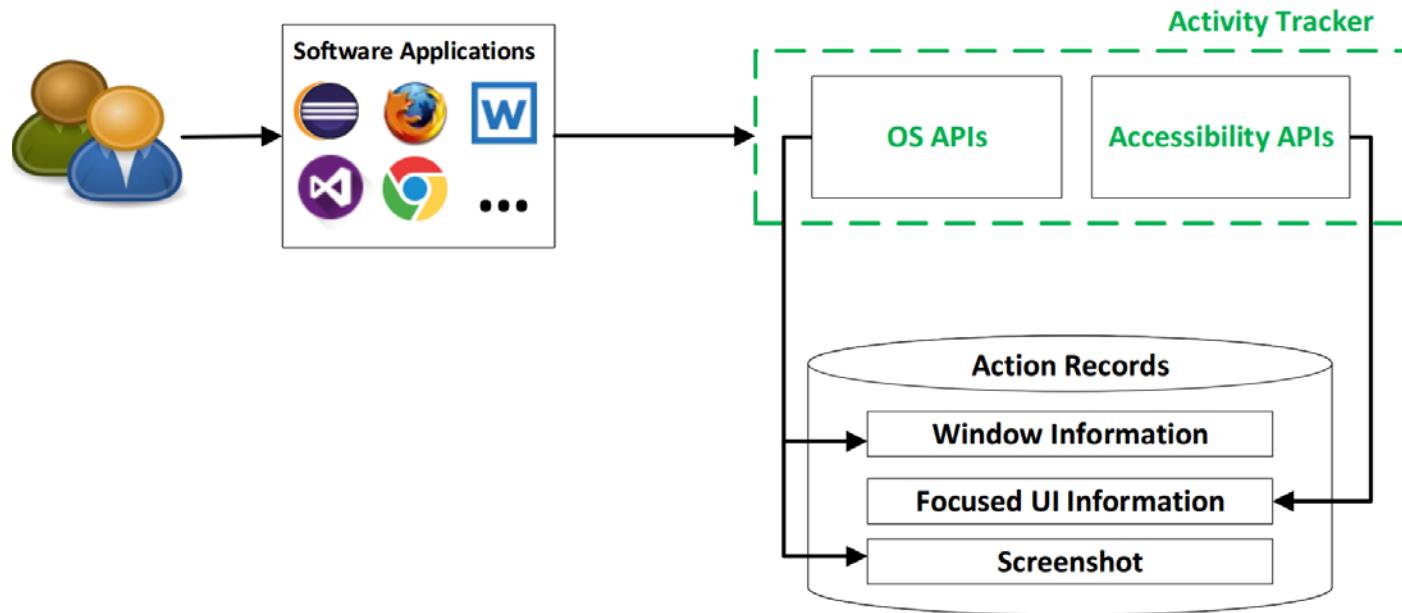 Activity Tracker
Software Applications
W
...
OS APIs
Accessibility APIs
Action Records
Window Information
Focused UI Information
Screenshot